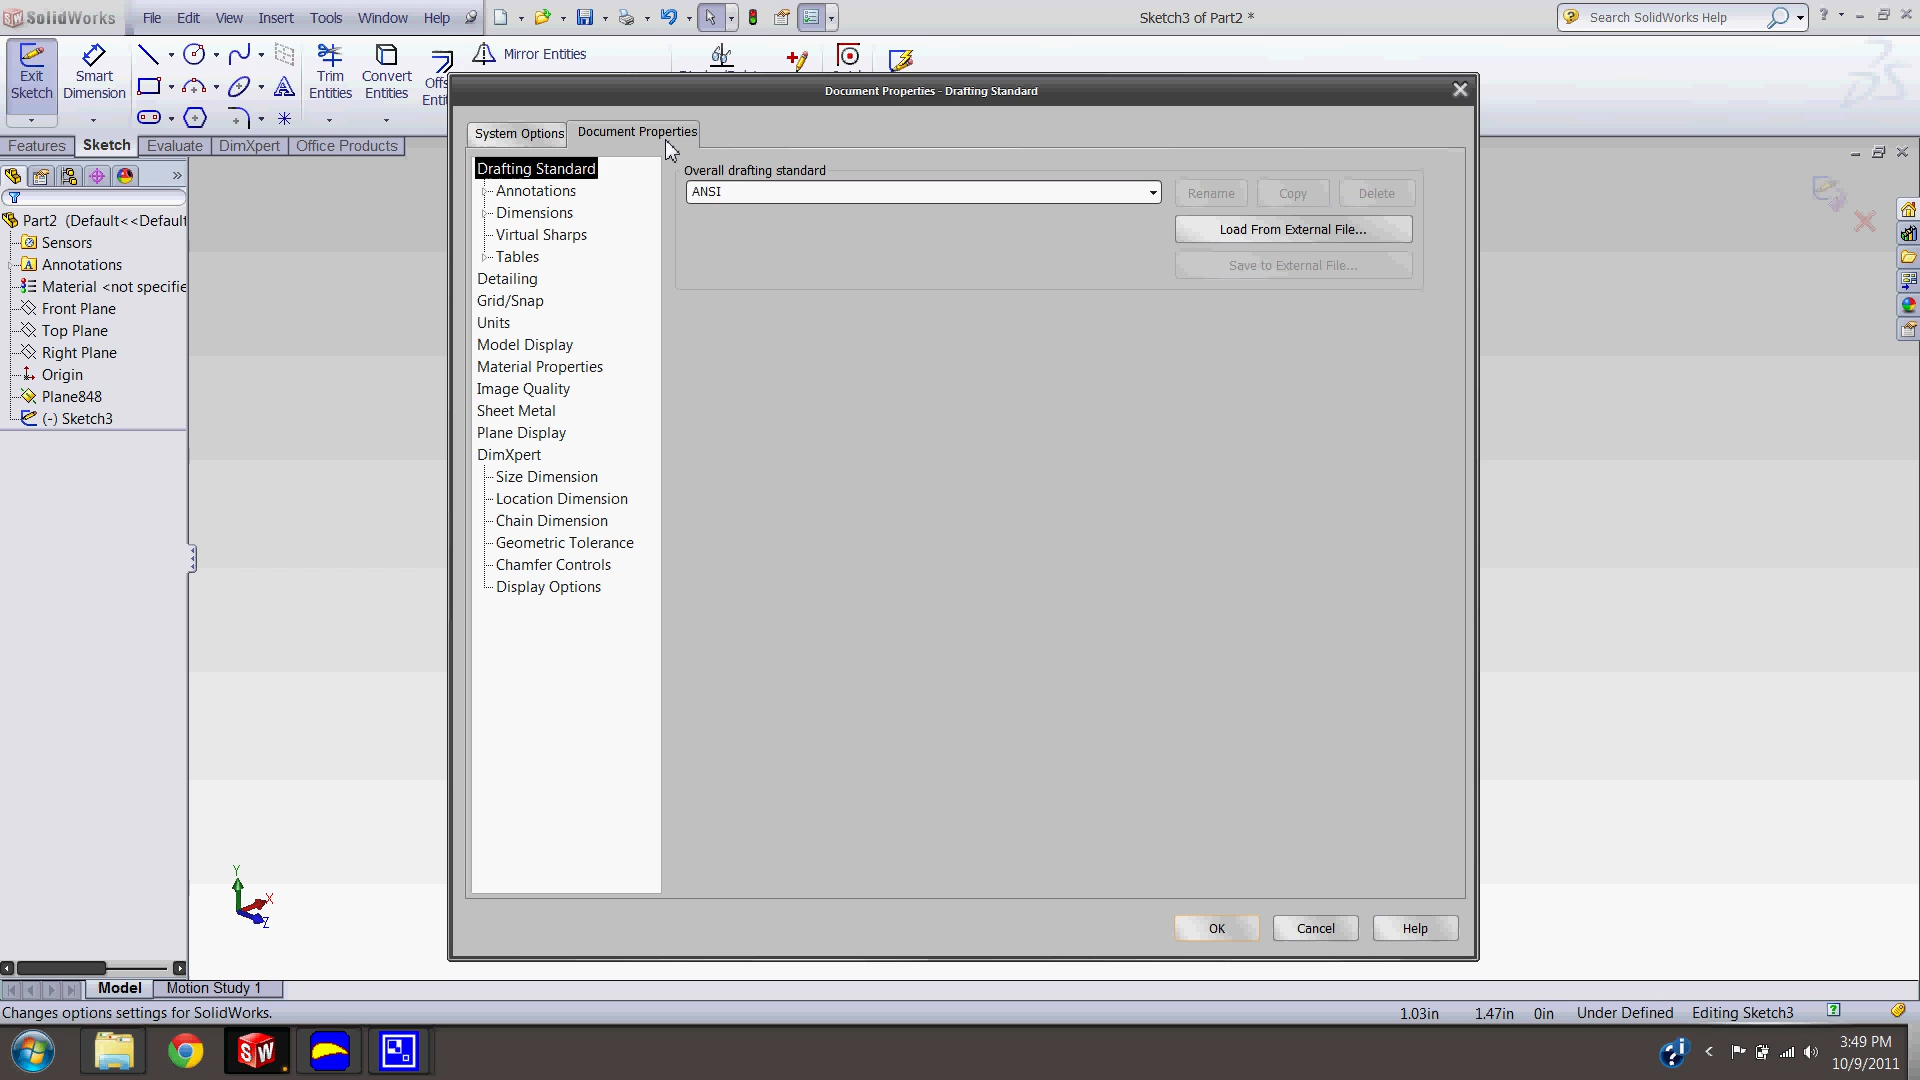 SolidWorks File Edit View Insert Tools Window Help
Sketch3 of Part2 *
Search SolidWorks Help
Exit Sketch
Smart Dimension
Trim Entities
Convert Entities
Mirror Entities
Features Sketch Evaluate DimXpert Office Products
Part2 (Default<<Default
Sensors
Annotations
Material <not specifie
Front Plane
Top Plane
Right Plane
Origin
Plane848
(-) Sketch3
Document Properties - Drafting Standard
System Options Document Properties
Drafting Standard
Annotations
Dimensions
Virtual Sharps
Tables
Detailing
Grid/Snap
Units
Model Display
Material Properties
Image Quality
Sheet Metal
Plane Display
DimXpert
Size Dimension
Location Dimension
Chain Dimension
Geometric Tolerance
Chamfer Controls
Display Options
Overall drafting standard
ANSI
Rename Copy Delete
Load From External File...
Save to External File...
OK Cancel Help
Y
X
Z
Model Motion Study 1
Changes options settings for SolidWorks.
1.03in 1.47in 0in Under Defined Editing Sketch3
SW
3:49 PM
10/9/2011